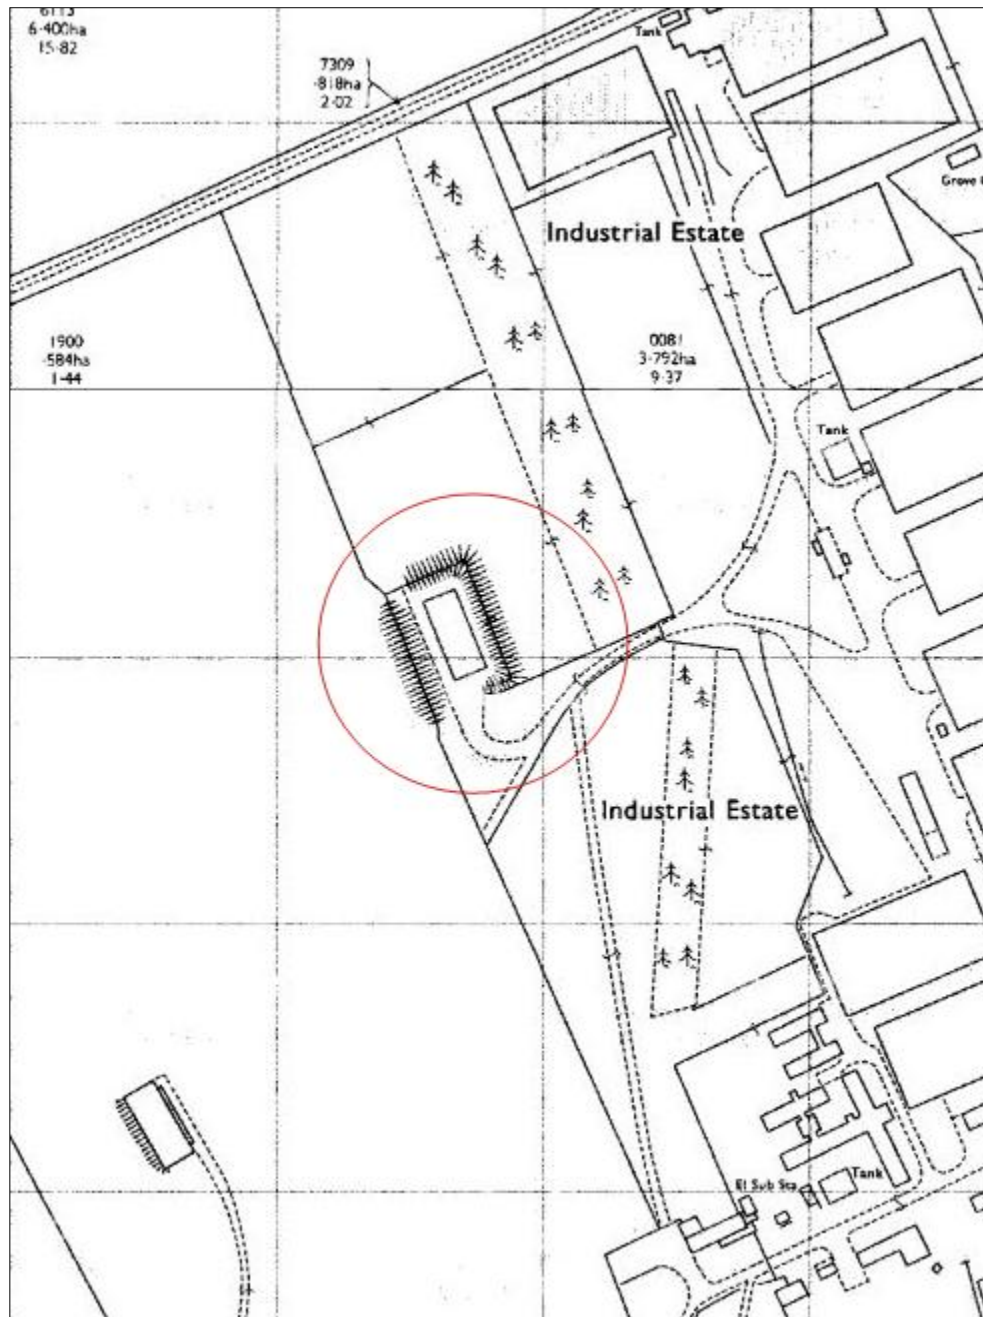 6·400ha
15·82
7309
·818ha
2·02
Tank
Grove
Industrial Estate
1900
·584ha
1·44
0081
3·792ha
9·37
Tank
Industrial Estate
El Sub Sta
Tank